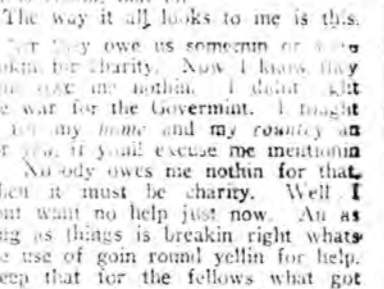 The way it all looks to me is this.
they owe us somethin or
for charity. Now I know they
me nothin. I didnt
war for the Goverment. I fought
my home and my country an
if youll excuse me mentionin
Nobody owes me nothin for that.
it must be charity. Well I
want no help just now. An as
as things is breakin right whats
use of goin round yellin for help.
that for the fellows what got